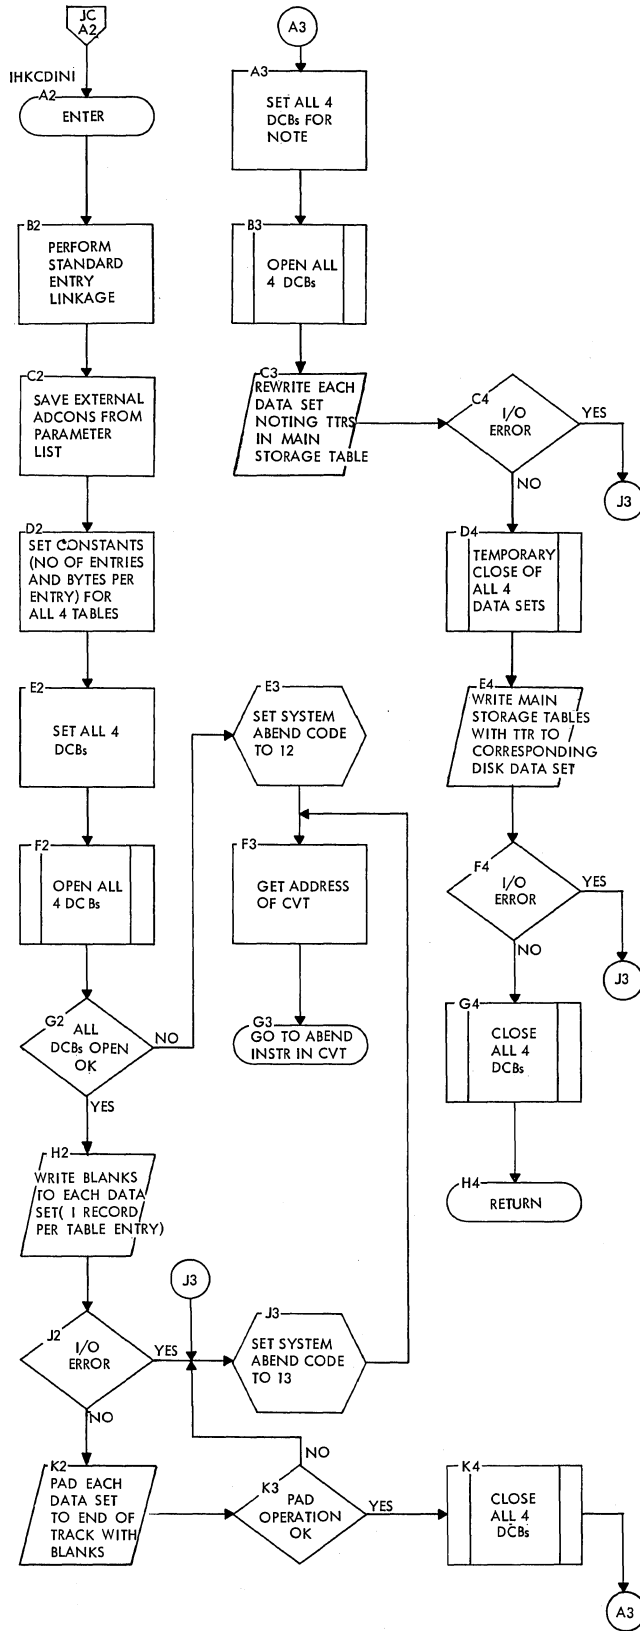 JC
A2
IHKCDINI
A2
ENTER
B2
PERFORM
STANDARD
ENTRY
LINKAGE
C2
SAVE EXTERNAL
ADCONS FROM
PARAMETER
LIST
D2
SET CONSTANTS
(NO OF ENTRIES
AND BYTES PER
ENTRY) FOR
ALL 4 TABLES
E2
SET ALL 4
DCBs
F2
OPEN ALL
4 DCBs
G2
ALL
DCBs OPEN
OK
NO
YES
H2
WRITE BLANKS
TO EACH DATA
SET( 1 RECORD
PER TABLE ENTRY)
J2
I/O
ERROR
YES
NO
K2
PAD EACH
DATA SET
TO END OF
TRACK WITH
BLANKS
A3
A3
SET ALL 4
DCBs FOR
NOTE
B3
OPEN ALL
4 DCBs
C3
REWRITE EACH
DATA SET
NOTING TTRS
IN MAIN
STORAGE TABLE
E3
SET SYSTEM
ABEND CODE
TO 12
F3
GET ADDRESS
OF CVT
G3
GO TO ABEND
INSTR IN CVT
J3
J3
SET SYSTEM
ABEND CODE
TO 13
NO
K3
PAD
OPERATION
OK
YES
C4
I/O
ERROR
YES
J3
NO
D4
TEMPORARY
CLOSE OF
ALL 4
DATA SETS
E4
WRITE MAIN
STORAGE TABLES
WITH TTR TO
CORRESPONDING
DISK DATA SET
F4
I/O
ERROR
YES
J3
NO
G4
CLOSE
ALL 4
DCBs
H4
RETURN
K4
CLOSE
ALL 4
DCBs
A3